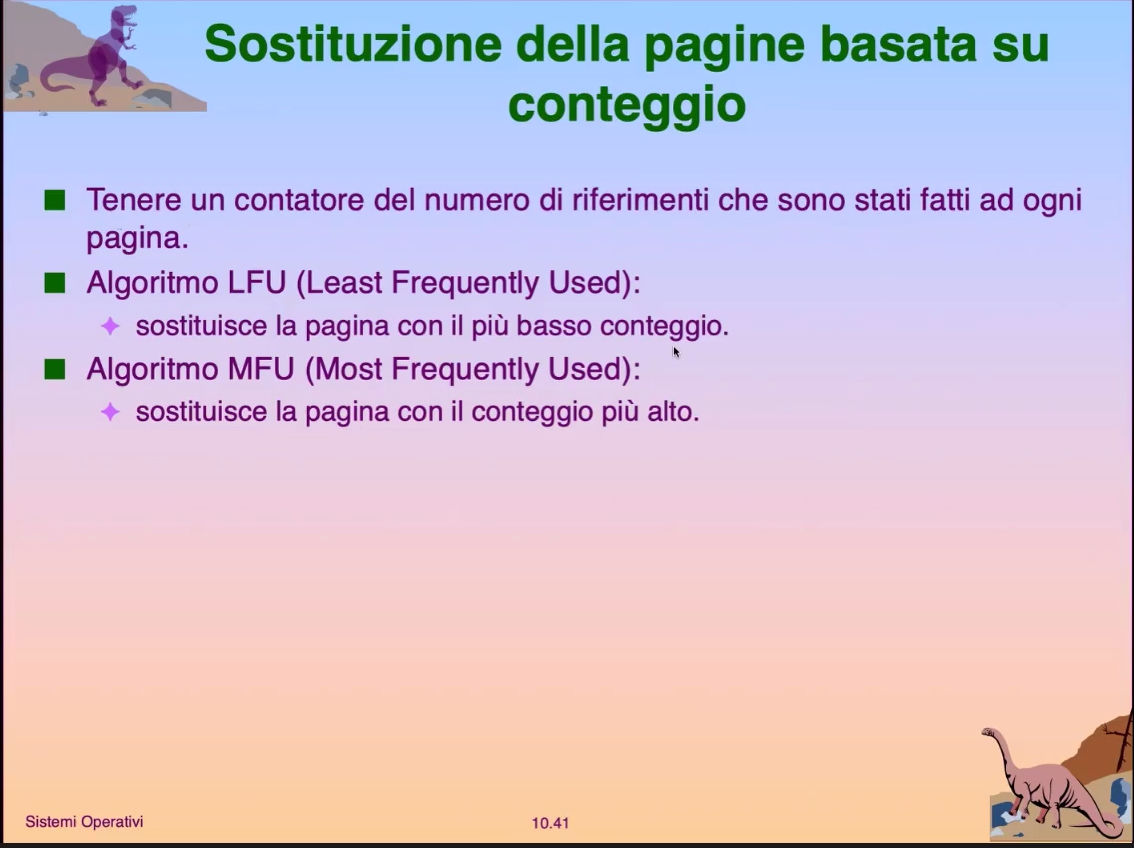 Sostituzione della pagine basata su
conteggio
Tenere un contatore del numero di riferimenti che sono stati fatti ad ogni
pagina.
Algoritmo LFU (Least Frequently Used):
sostituisce la pagina con il più basso conteggio.
Algoritmo MFU (Most Frequently Used):
sostituisce la pagina con il conteggio più alto.
Sistemi Operativi
10.41